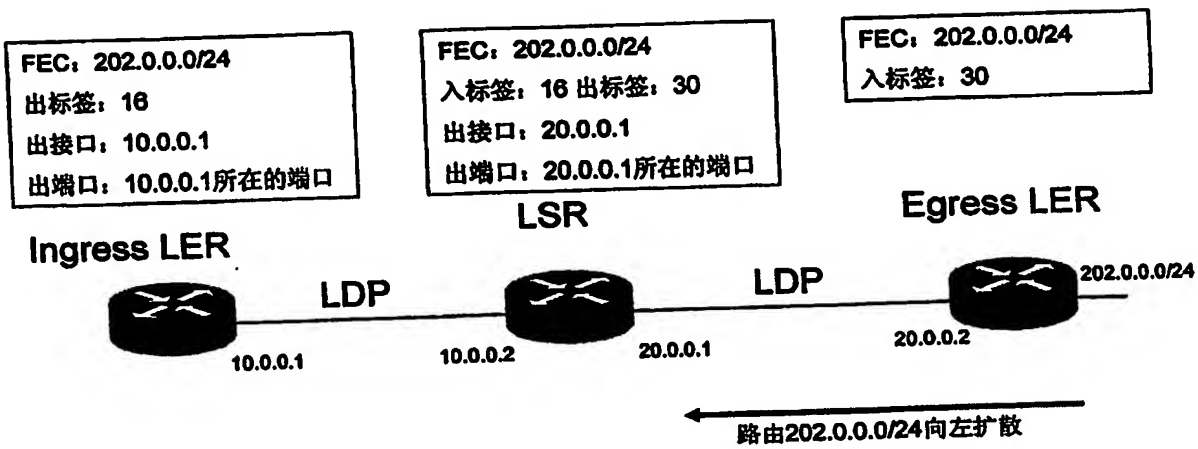 FEC：202.0.0.0/24
出标签：16
出接口：10.0.0.1
出端口：10.0.0.1所在的端口
FEC：202.0.0.0/24
入标签：16 出标签：30
出接口：20.0.0.1
出端口：20.0.0.1所在的端口
FEC：202.0.0.0/24
入标签：30
Ingress LER
LSR
Egress LER
LDP
LDP
202.0.0.0/24
10.0.0.1
10.0.0.2
20.0.0.1
20.0.0.2
路由202.0.0.0/24向左扩散